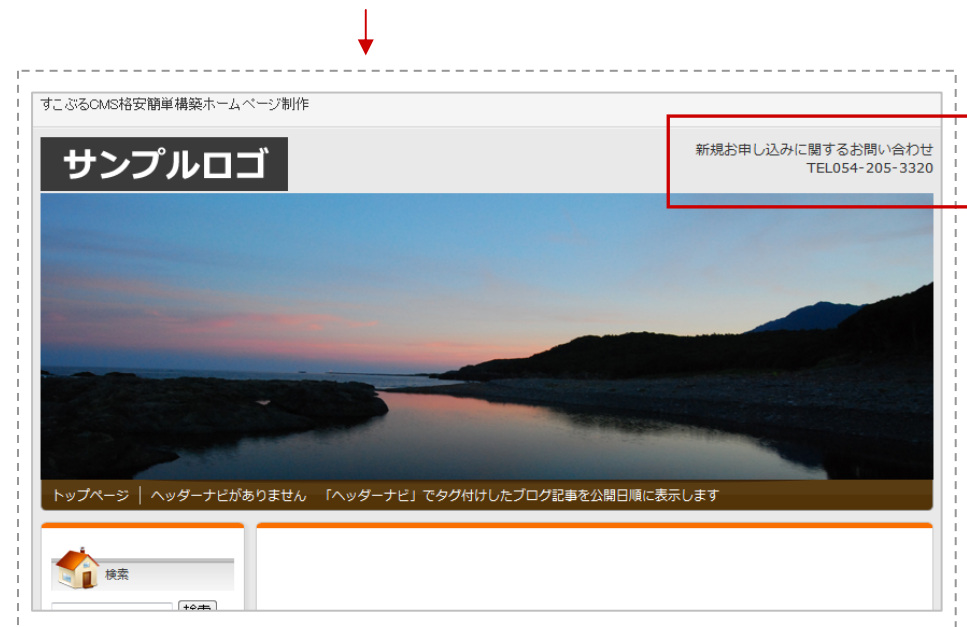 すこぶるCMS格安簡単構築ホームページ制作
サンプルロゴ
新規お申し込みに関するお問い合わせ
TEL054-205-3320
トップページ │ ヘッダーナビがありません 「ヘッダーナビ」でタグ付けしたブログ記事を公開日順に表示します
検索
検索